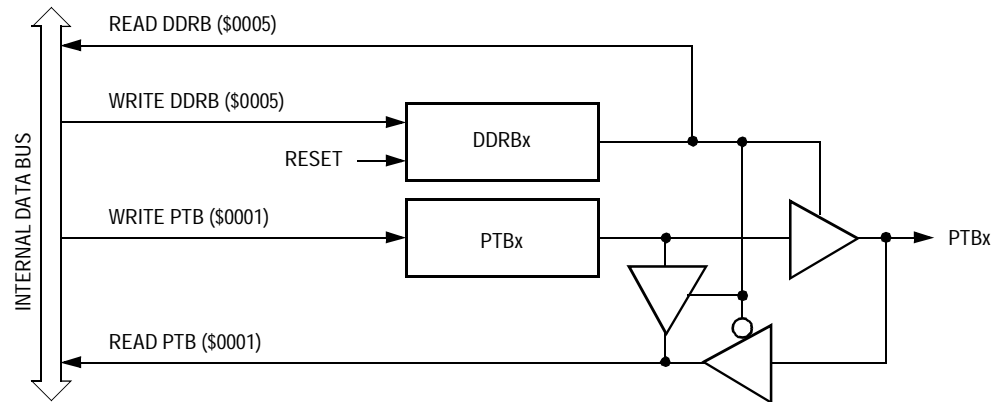 READ DDRB ($0005)
WRITE DDRB ($0005)
DDRBx
RESET
WRITE PTB ($0001)
PTBx
PTBx
READ PTB ($0001)
INTERNAL DATA BUS